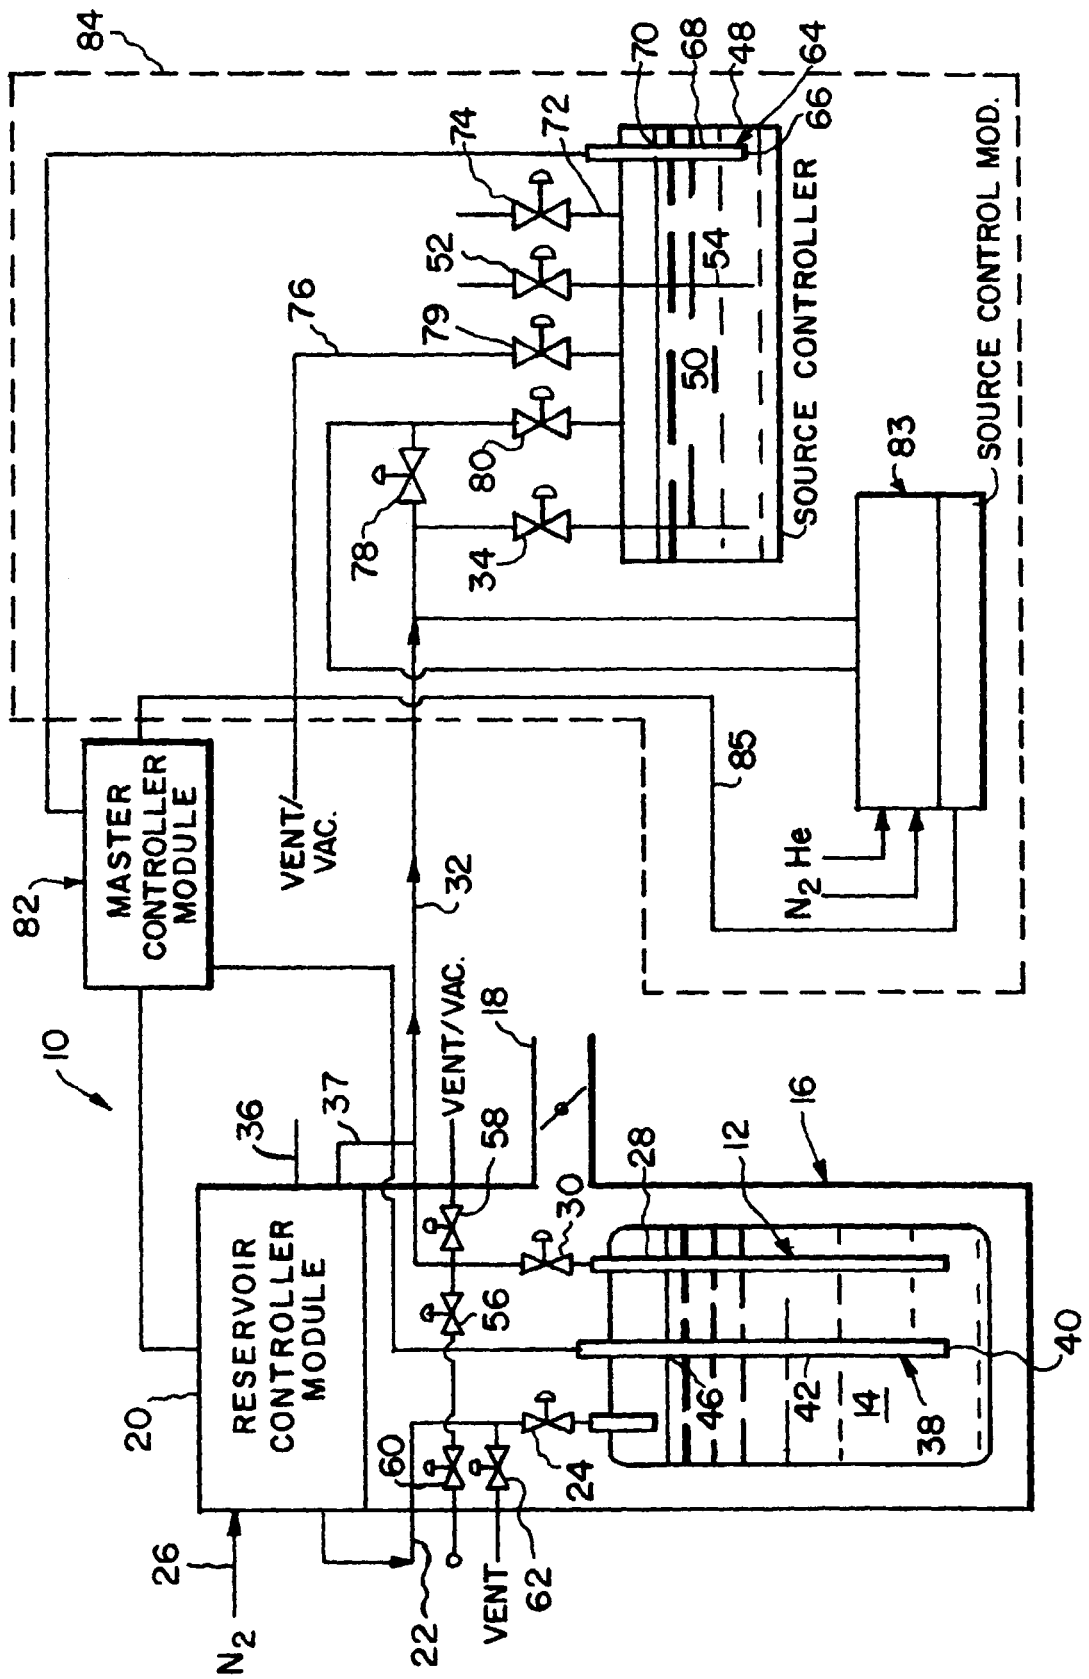 84
74
72
70
68
48
64
66
52
54
76
79
80
50
78
34
SOURCE CONTROLLER
SOURCE CONTROL MOD.
83
85
82
MASTER
CONTROLLER
MODULE
VENT/
VAC.
32
He
N2
10
36
37
VENT/VAC.
18
58
30
28
12
16
20
RESERVOIR
CONTROLLER
MODULE
56
60
24
46
42
14
38
40
26
N2
22
VENT
62